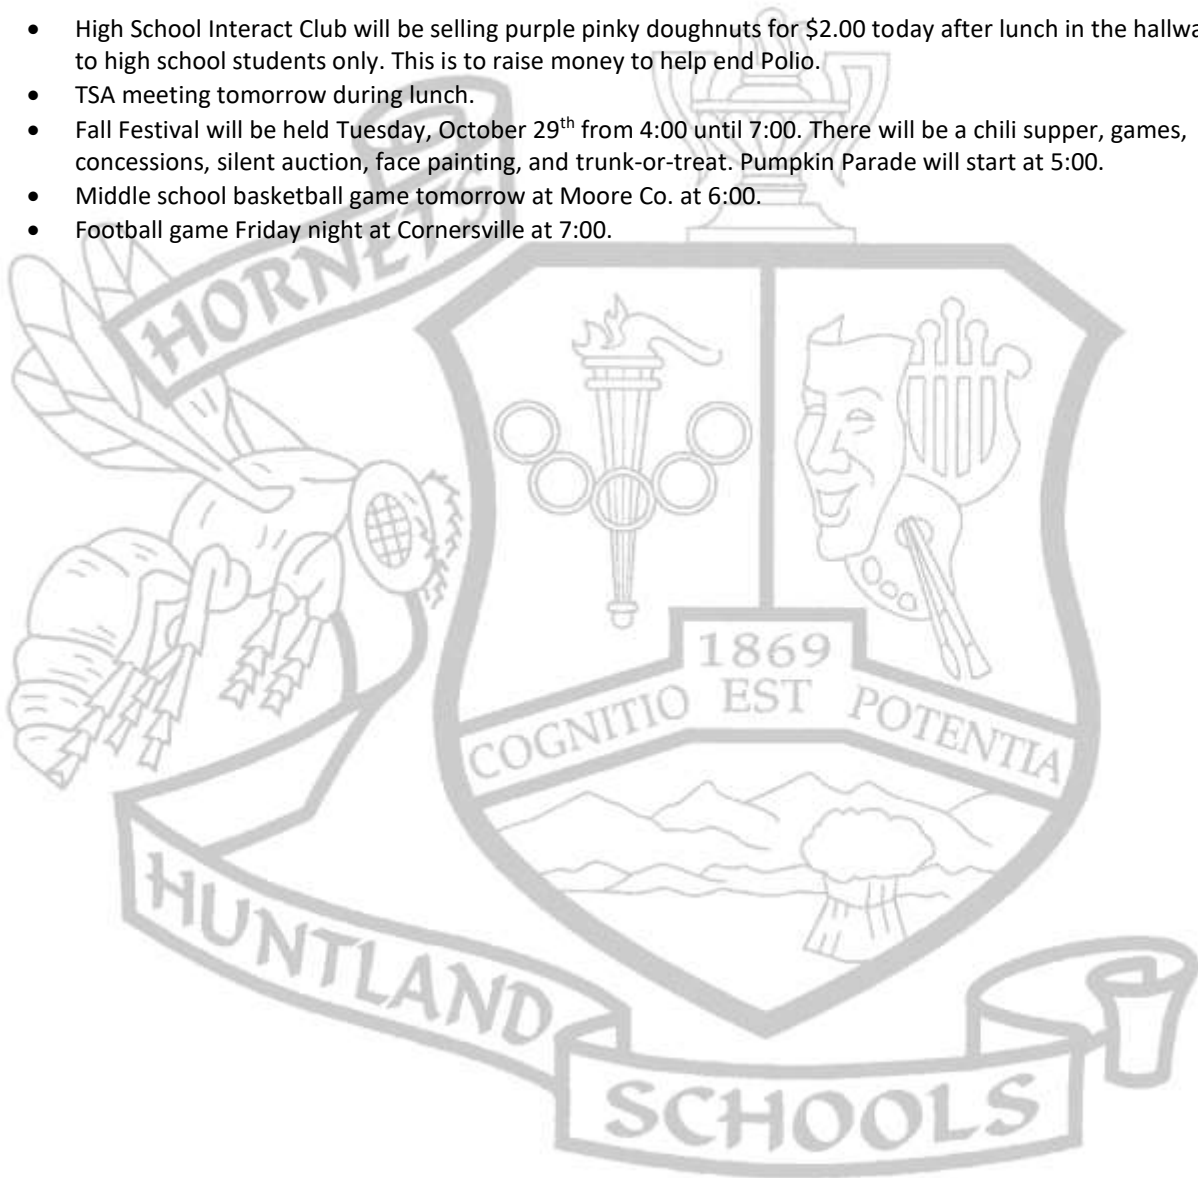 • High School Interact Club will be selling purple pinky doughnuts for $2.00 today after lunch in the
to high school students only. This is to raise money to help end Polio.
• TSA meeting tomorrow during lunch.
• Fall Festival will be held Tuesday, October 29th from 4:00 until 7:00. There will be a chili supper, games,
concessions, silent auction, face painting, and trunk-or-treat. Pumpkin Parade will start at 5:00.
• Middle school basketball game tomorrow at Moore Co. at 6:00.
• Football game Friday night at Cornersville at 7:00.
HORNETS
1869
COGNITIO EST POTENTIA
HUNTLAND
SCHOOLS